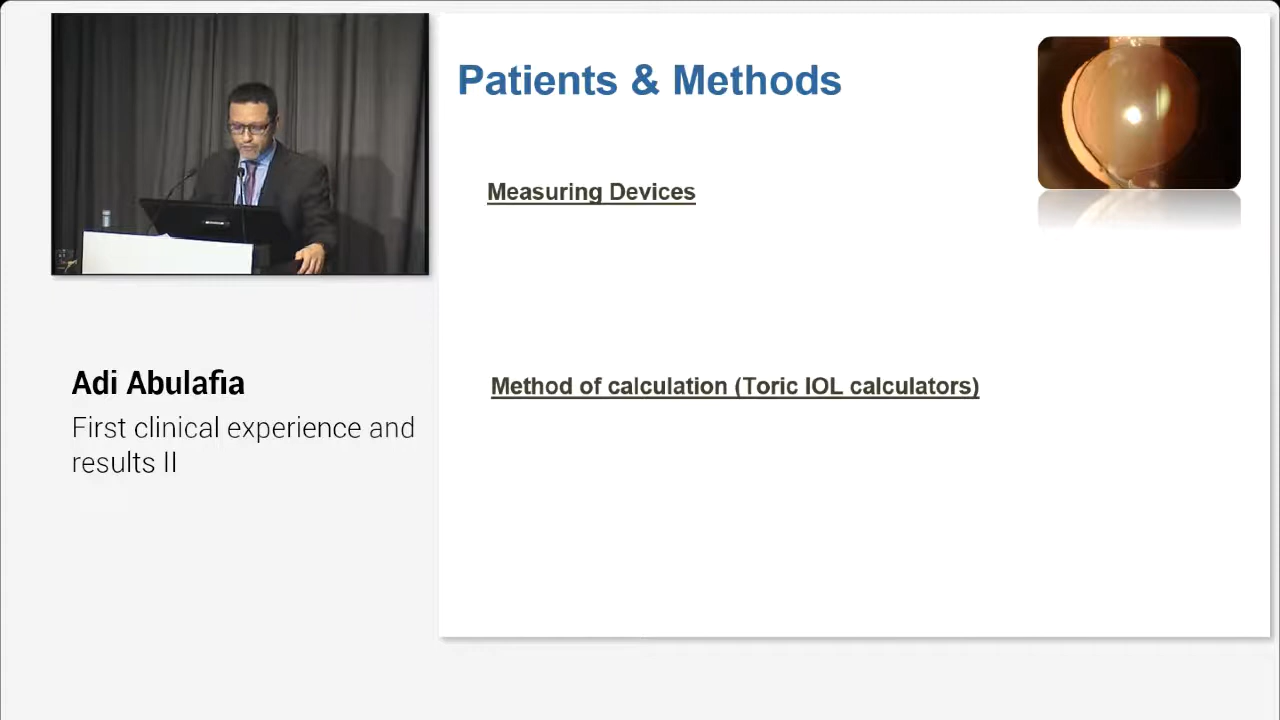 Patients & Methods
Measuring Devices
Method of calculation (Toric IOL calculators)
Adi Abulafia
First clinical experience and
results II